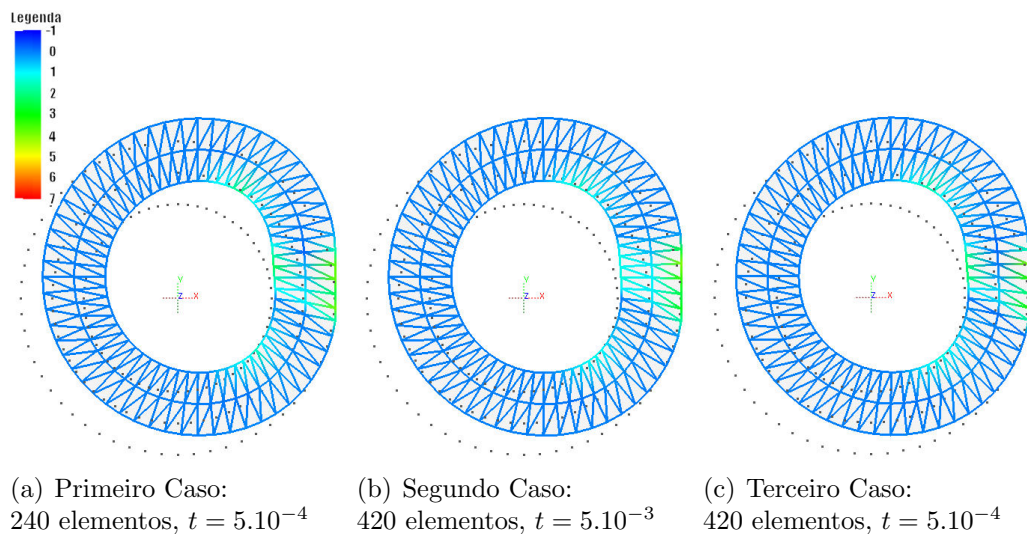 Legenda
-1
0
1
2
3
4
5
6
7
Y
Z X
Y
Z X
Y
Z X
(a) Primeiro Caso:
240 elementos, t = 5.10⁻⁴
(b) Segundo Caso:
420 elementos, t = 5.10⁻³
(c) Terceiro Caso:
420 elementos, t = 5.10⁻⁴